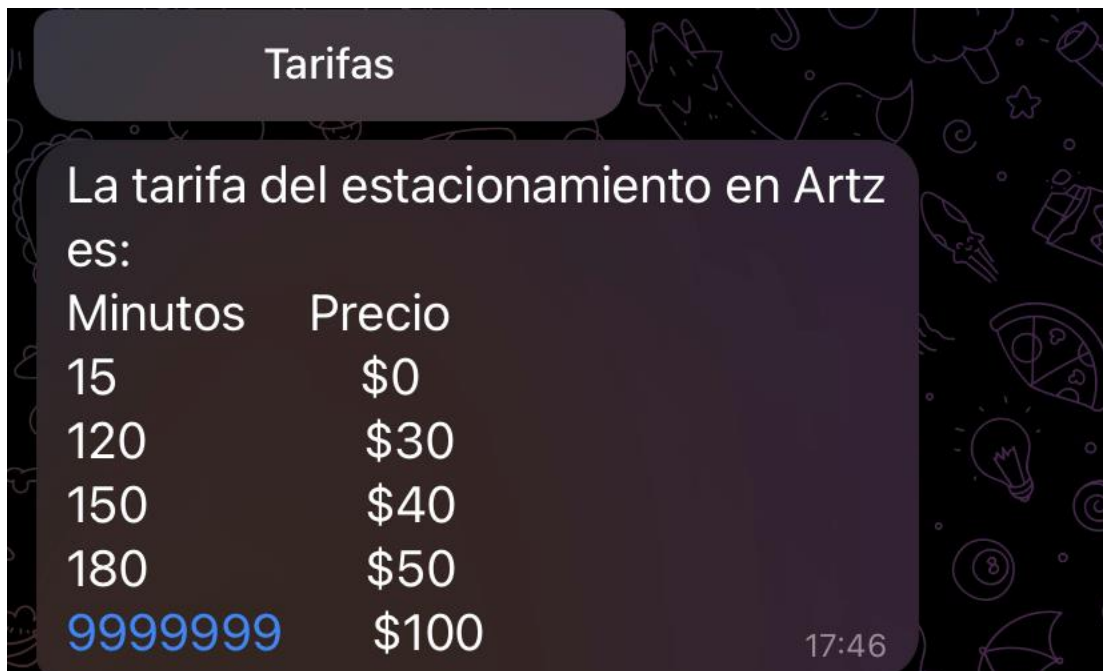 Tarifas
La tarifa del estacionamiento en Artz
es:
Minutos Precio
15 $0
120 $30
150 $40
180 $50
9999999 $100
17:46